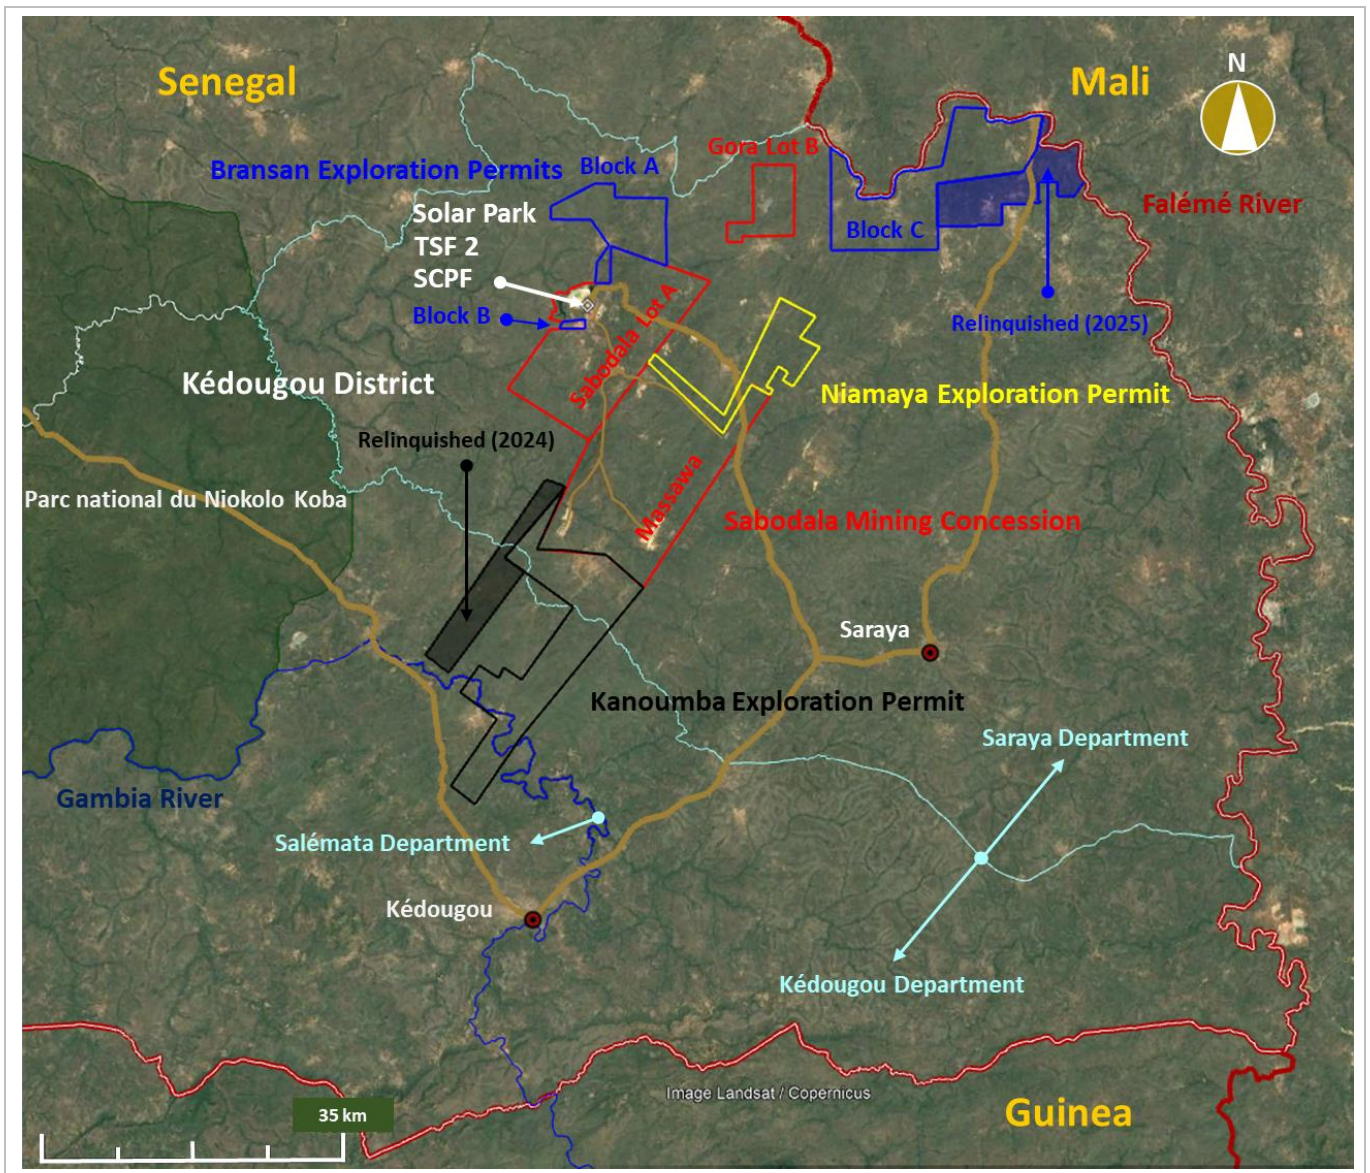 Senegal
Mali
N
Gora Lot B
Bransan Exploration Permits
Block A
Solar Park
TSF 2
SCPF
Block B
Block C
Falémé River
Relinquished (2025)
Sabodala Lot A
Kédougou District
Niamaya Exploration Permit
Relinquished (2024)
Parc national du Niokolo Koba
Massawa
Sabodala Mining Concession
Saraya
Kanoumba Exploration Permit
Saraya Department
Gambia River
Salémata Department
Kédougou
Kédougou Department
Image Landsat / Copernicus
35 km
Guinea